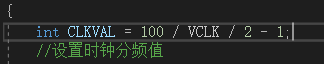 {
int CLKVAL = 100 / VCLK / 2 - 1;
//设置时钟分频值